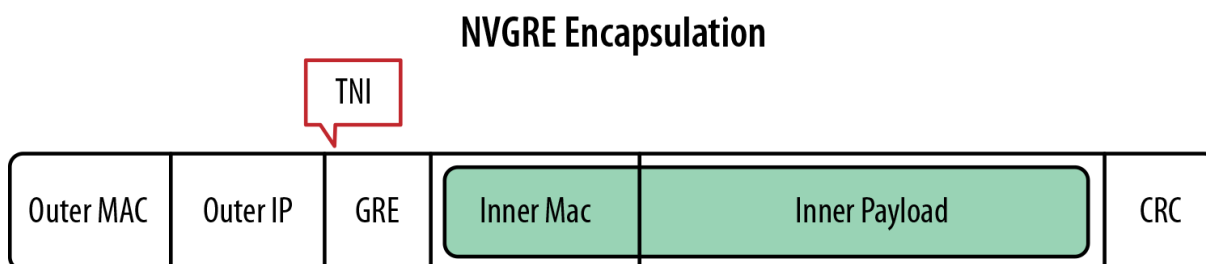 NVGRE Encapsulation
TNI
Outer MAC Outer IP GRE Inner Mac Inner Payload CRC